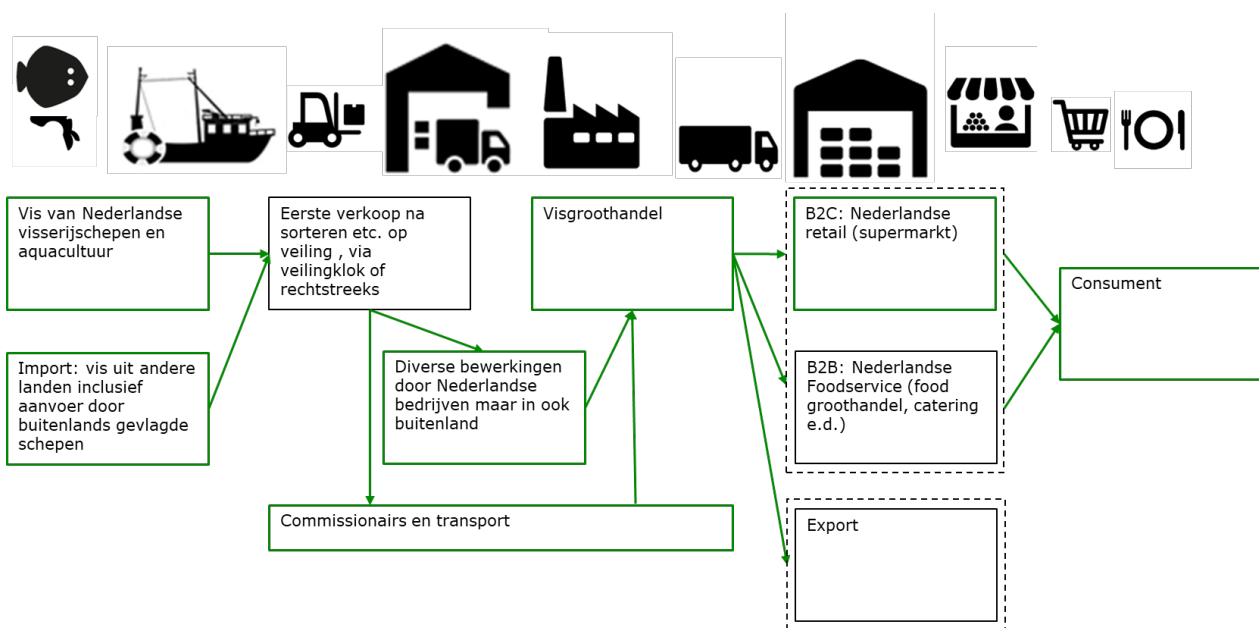 Vis van Nederlandse
visserijschepen en
aquacultuur
Eerste verkoop na
sorteren etc. op
veiling , via
veilingklok of
rechtstreeks
Visgroothandel
B2C: Nederlandse
retail (supermarkt)
Consument
Import: vis uit andere
landen inclusief
aanvoer door
buitenlands gevlagde
schepen
Diverse bewerkingen
door Nederlandse
bedrijven maar in ook
buitenland
B2B: Nederlandse
Foodservice (food
groothandel, catering
e.d.)
Commissionairs en transport
Export